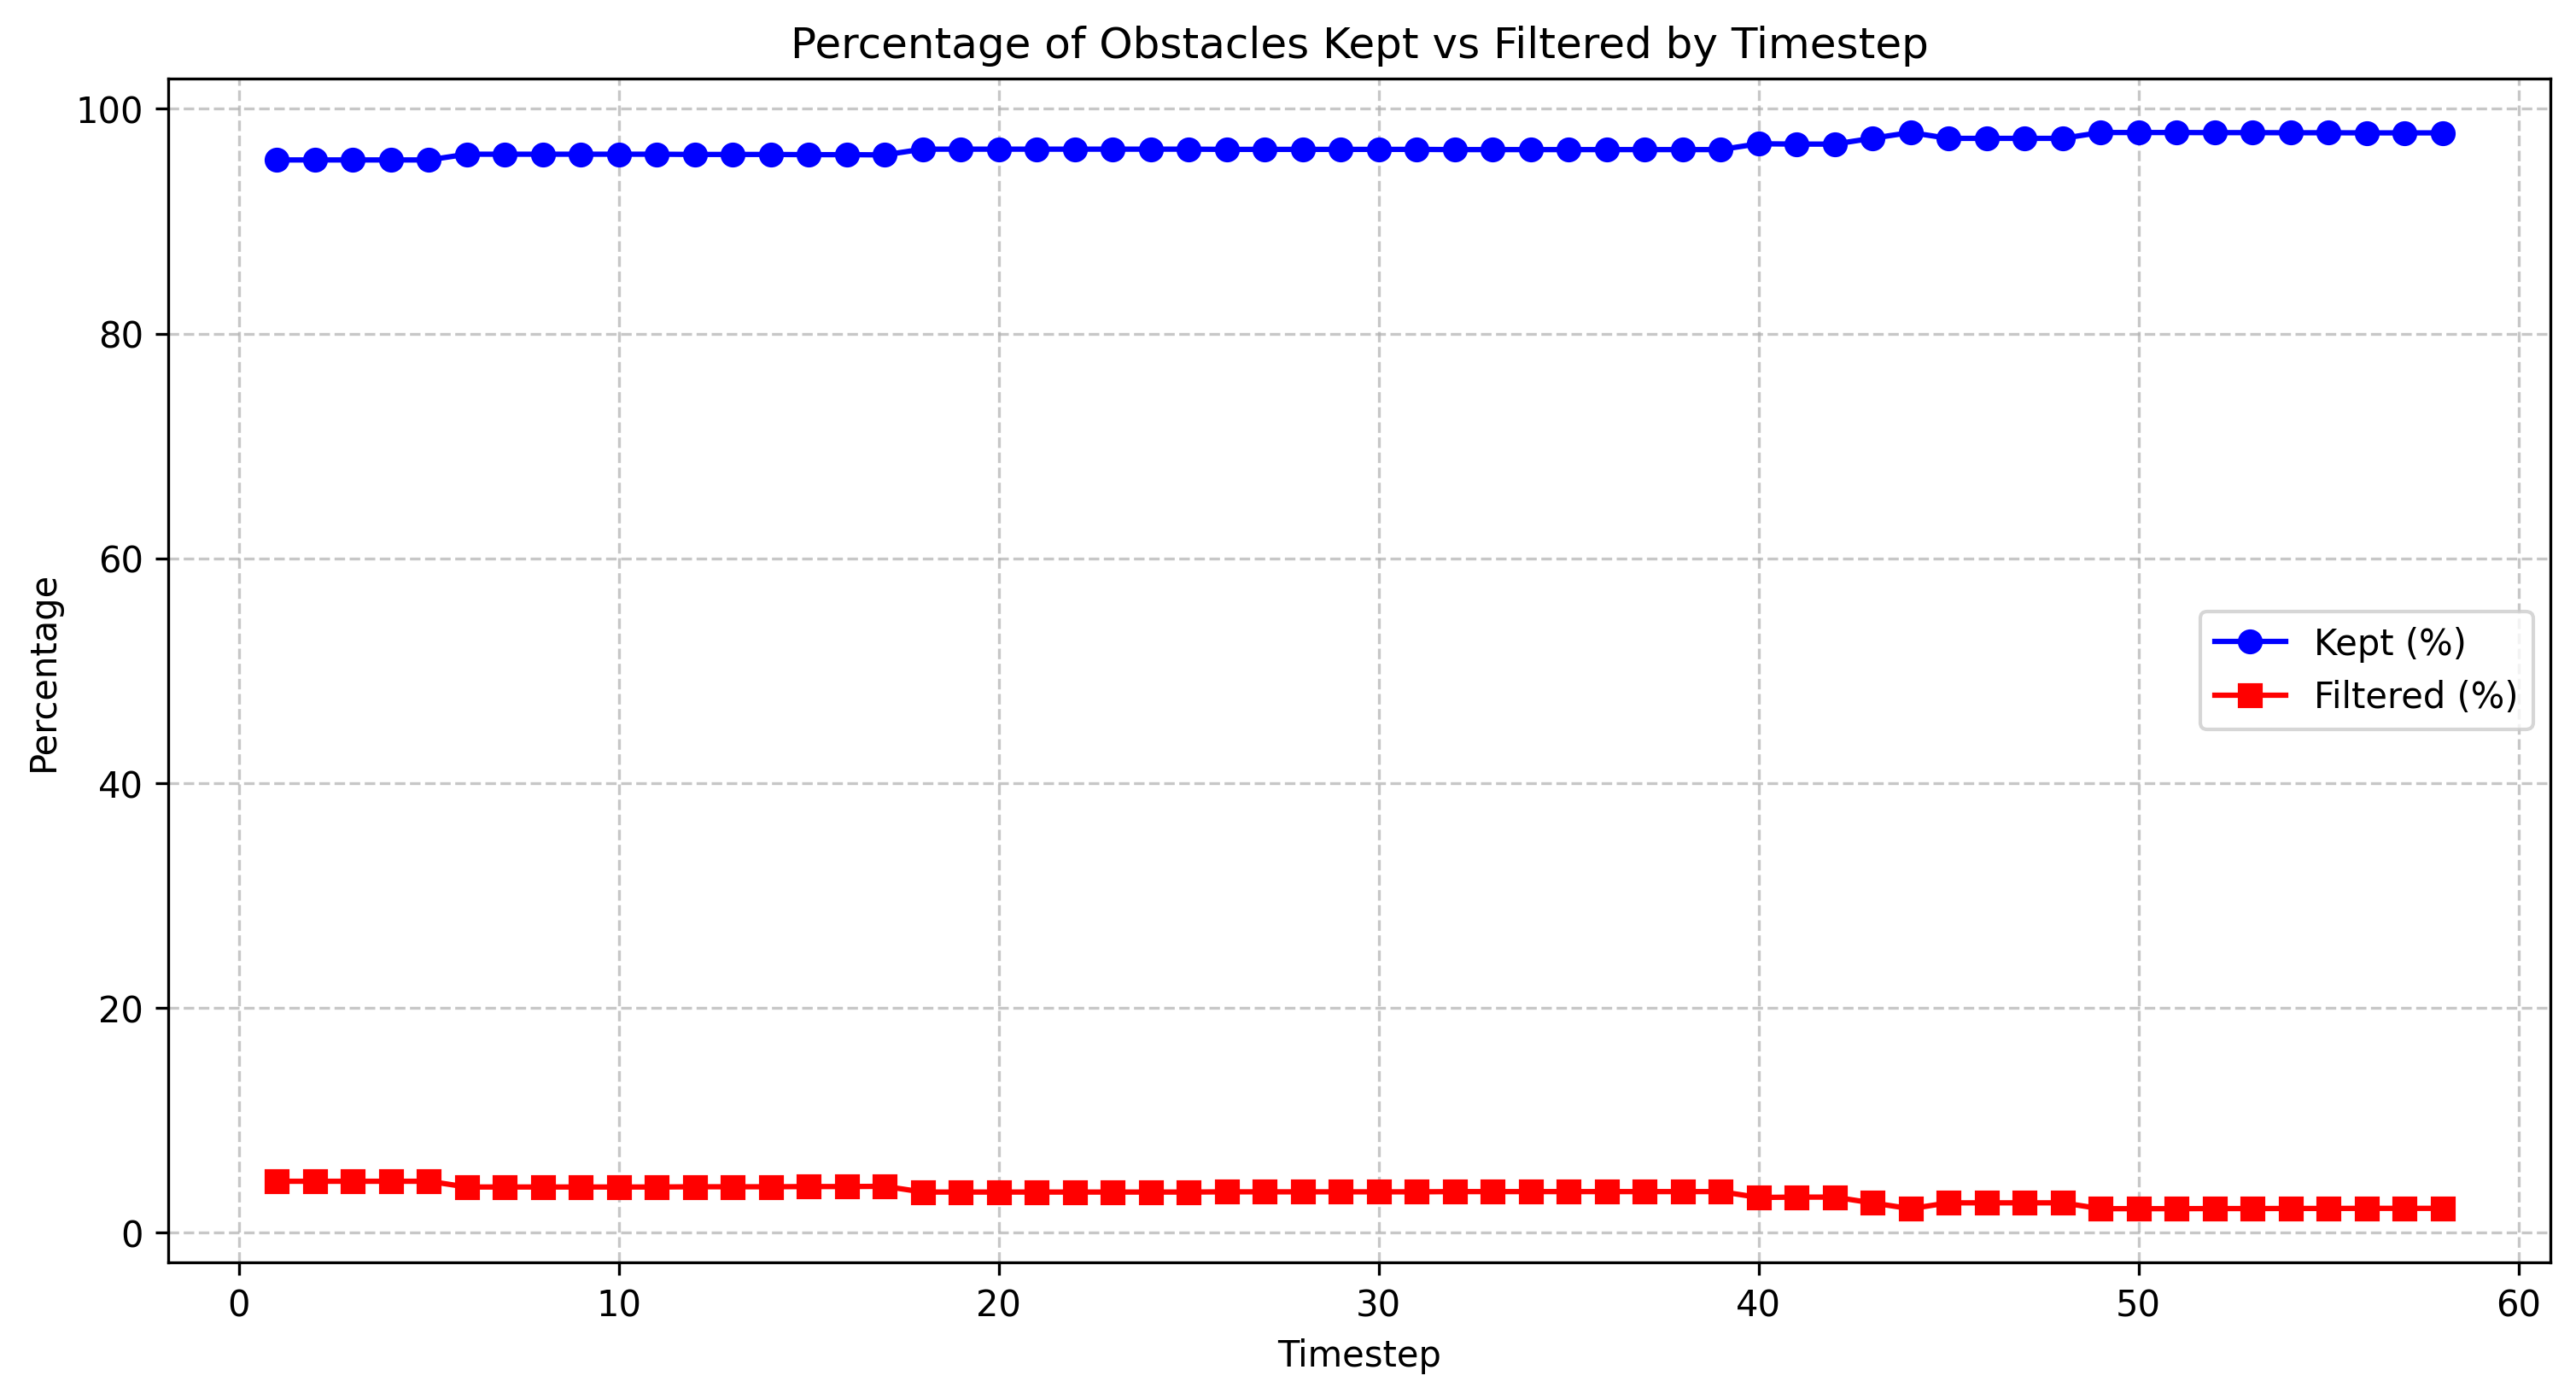 Percentage of Obstacles Kept vs Filtered by Timestep
100
80
60
40
20
0
Percentage
Kept (%)
Filtered (%)
0 10 20 30 40 50 60
Timestep